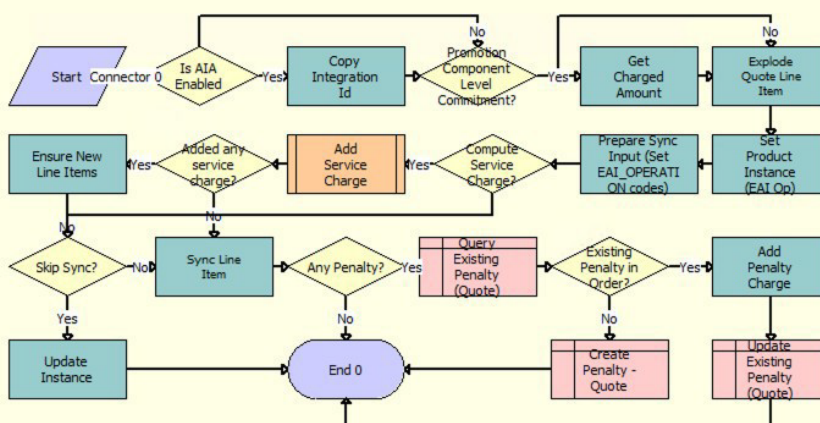 No
No
Start
Connector 0
Is AIA
Enabled
Yes
Copy
Integration
Id
Promotion
Component
Level
Commitment?
Yes
Get
Charged
Amount
Explode
Quote Line
Item
Ensure New
Line Items
Yes
Added any
service
charge?
Add
Service
Charge
Yes
Compute
Service
Charge?
Prepare Sync
Input (Set
EAI_OPERATI
ON codes)
Set
Product
Instance
(EAI Op)
No
No
Skip Sync?
No
Sync Line
Item
Any Penalty?
Yes
Query
Existing
Penalty
(Quote)
Existing
Penalty in
Order?
Yes
Add
Penalty
Charge
Yes
No
No
Update
Instance
End 0
Create
Penalty -
Quote
Update
Existing
Penalty
(Quote)